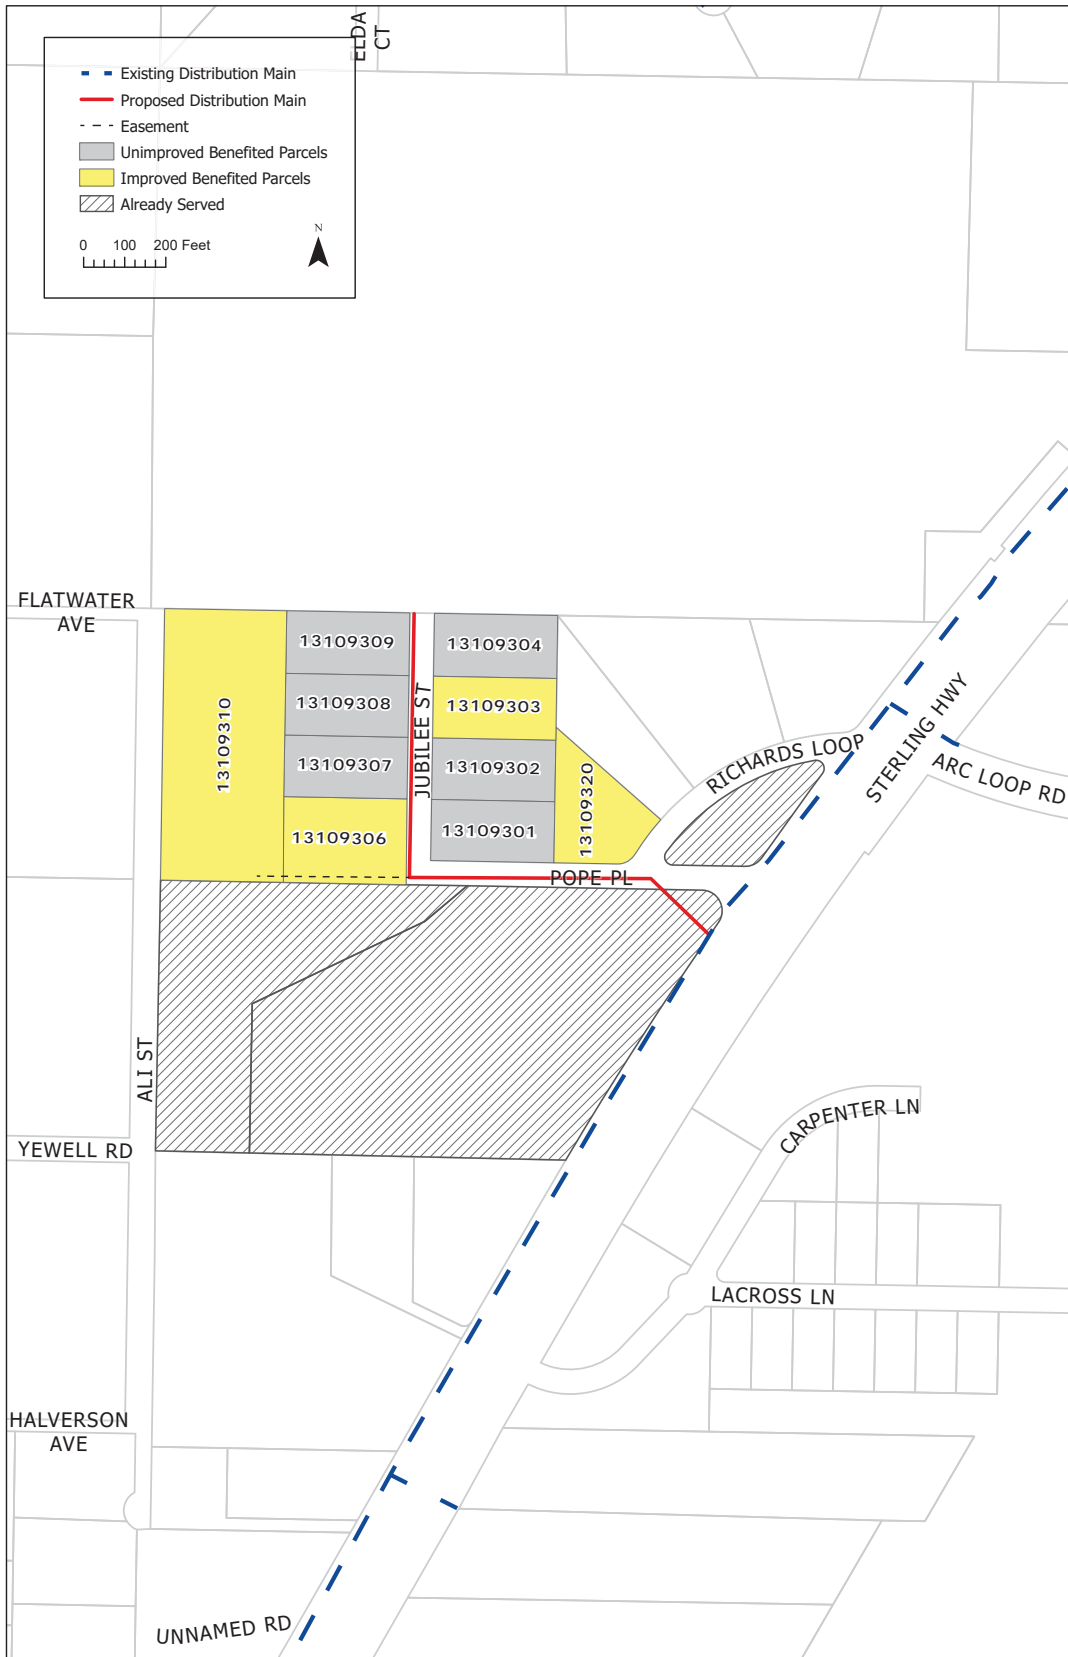 ELDA
CT
Existing Distribution Main
Proposed Distribution Main
Easement
Unimproved Benefited Parcels
Improved Benefited Parcels
Already Served
0 100 200 Feet
N
FLATWATER
AVE
13109310
13109309
13109308
13109307
13109306
JUBILEE ST
13109304
13109303
13109302
13109301
13109320
RICHARDS LOOP
STERLING HWY
ARC LOOP RD
POPE PL
ALI ST
YEWELL RD
CARPENTER LN
LACROSS LN
HALVERSON
AVE
UNNAMED RD